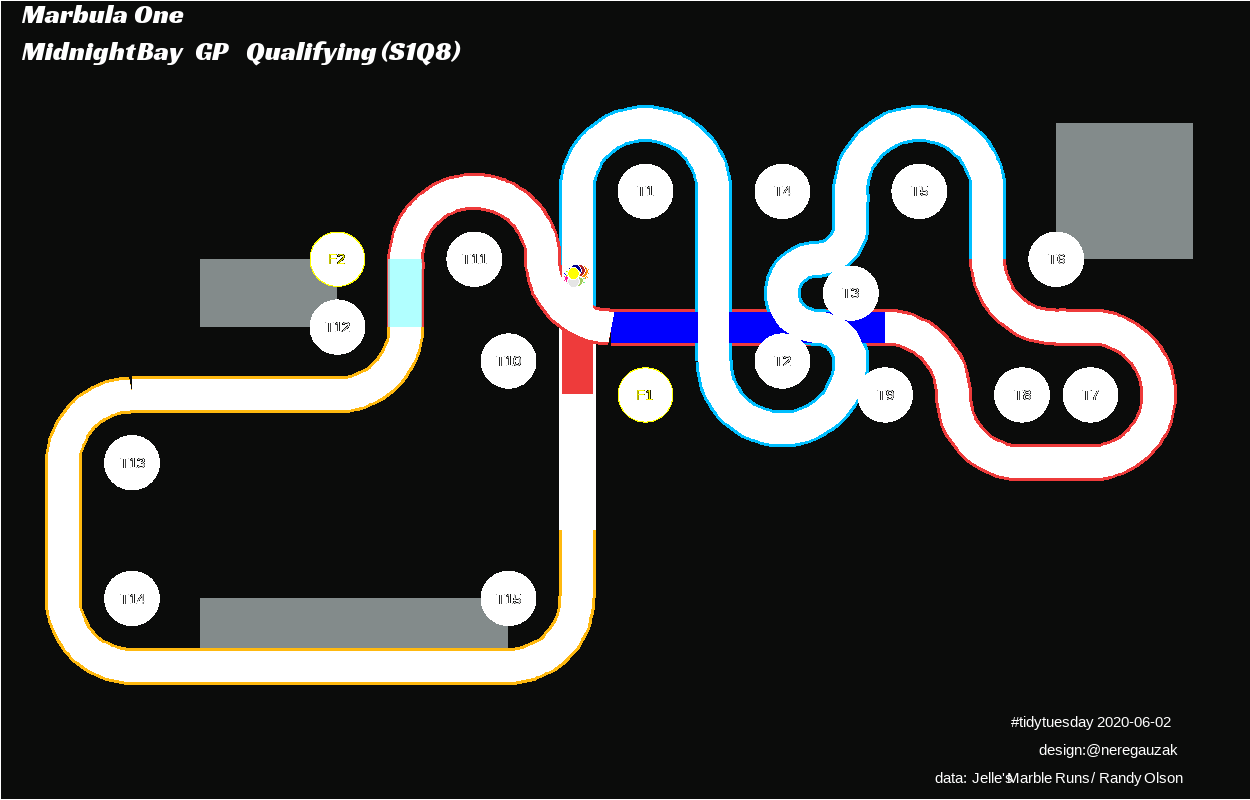 Marbula One
MidnightBay GP Qualifying (S1Q8)
T1
T4
T5
F2
T11
T6
T3
T12
T10
T2
F1
T9
T8
T7
T13
T14
T15
#tidytuesday 2020-06-02
design:@neregauzak
data: Jelle's Marble Runs / Randy Olson